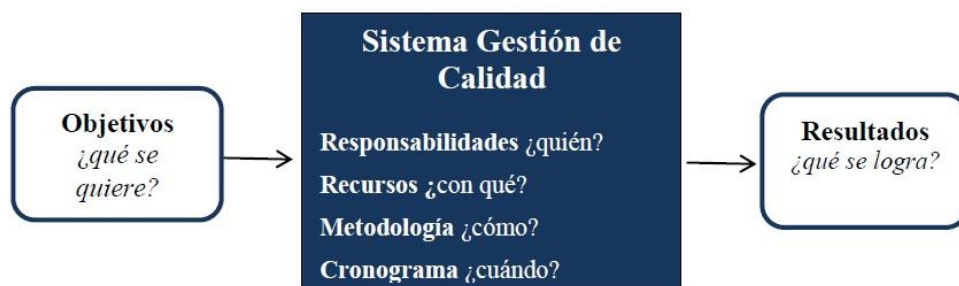 Objetivos
¿qué se
quiere?
Sistema Gestión de
Calidad
Responsabilidades ¿quién?
Recursos ¿con qué?
Metodología ¿cómo?
Cronograma ¿cuándo?
Resultados
¿qué se logra?